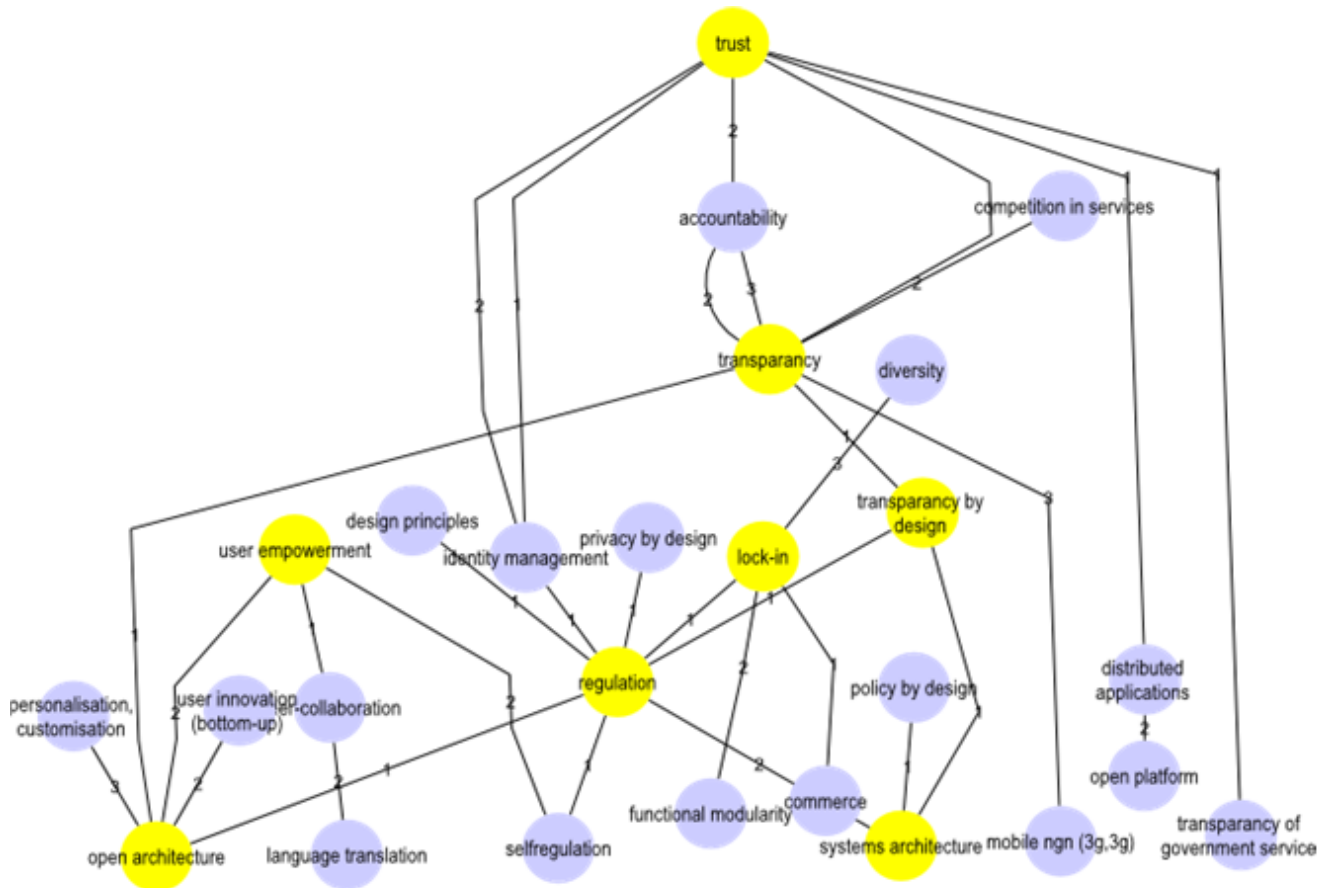 trust
2
1
1
accountability
competition in services
2
3
2
2
1
transparancy
diversity
1
3
transparancy by
design
3
design principles
user empowerment
identity management
privacy by design
lock-in
1
1
1
1
1
1
1
2
1
regulation
policy by design
distributed
applications
personalisation,
customisation
user innovation
(bottom-up)
er-collaboration
2
2
1
2
3
2
2
1
1
2
1
open platform
functional modularity
commerce
transparancy of
government service
open architecture
language translation
selfregulation
systems architecture
mobile ngn (3g,3g)